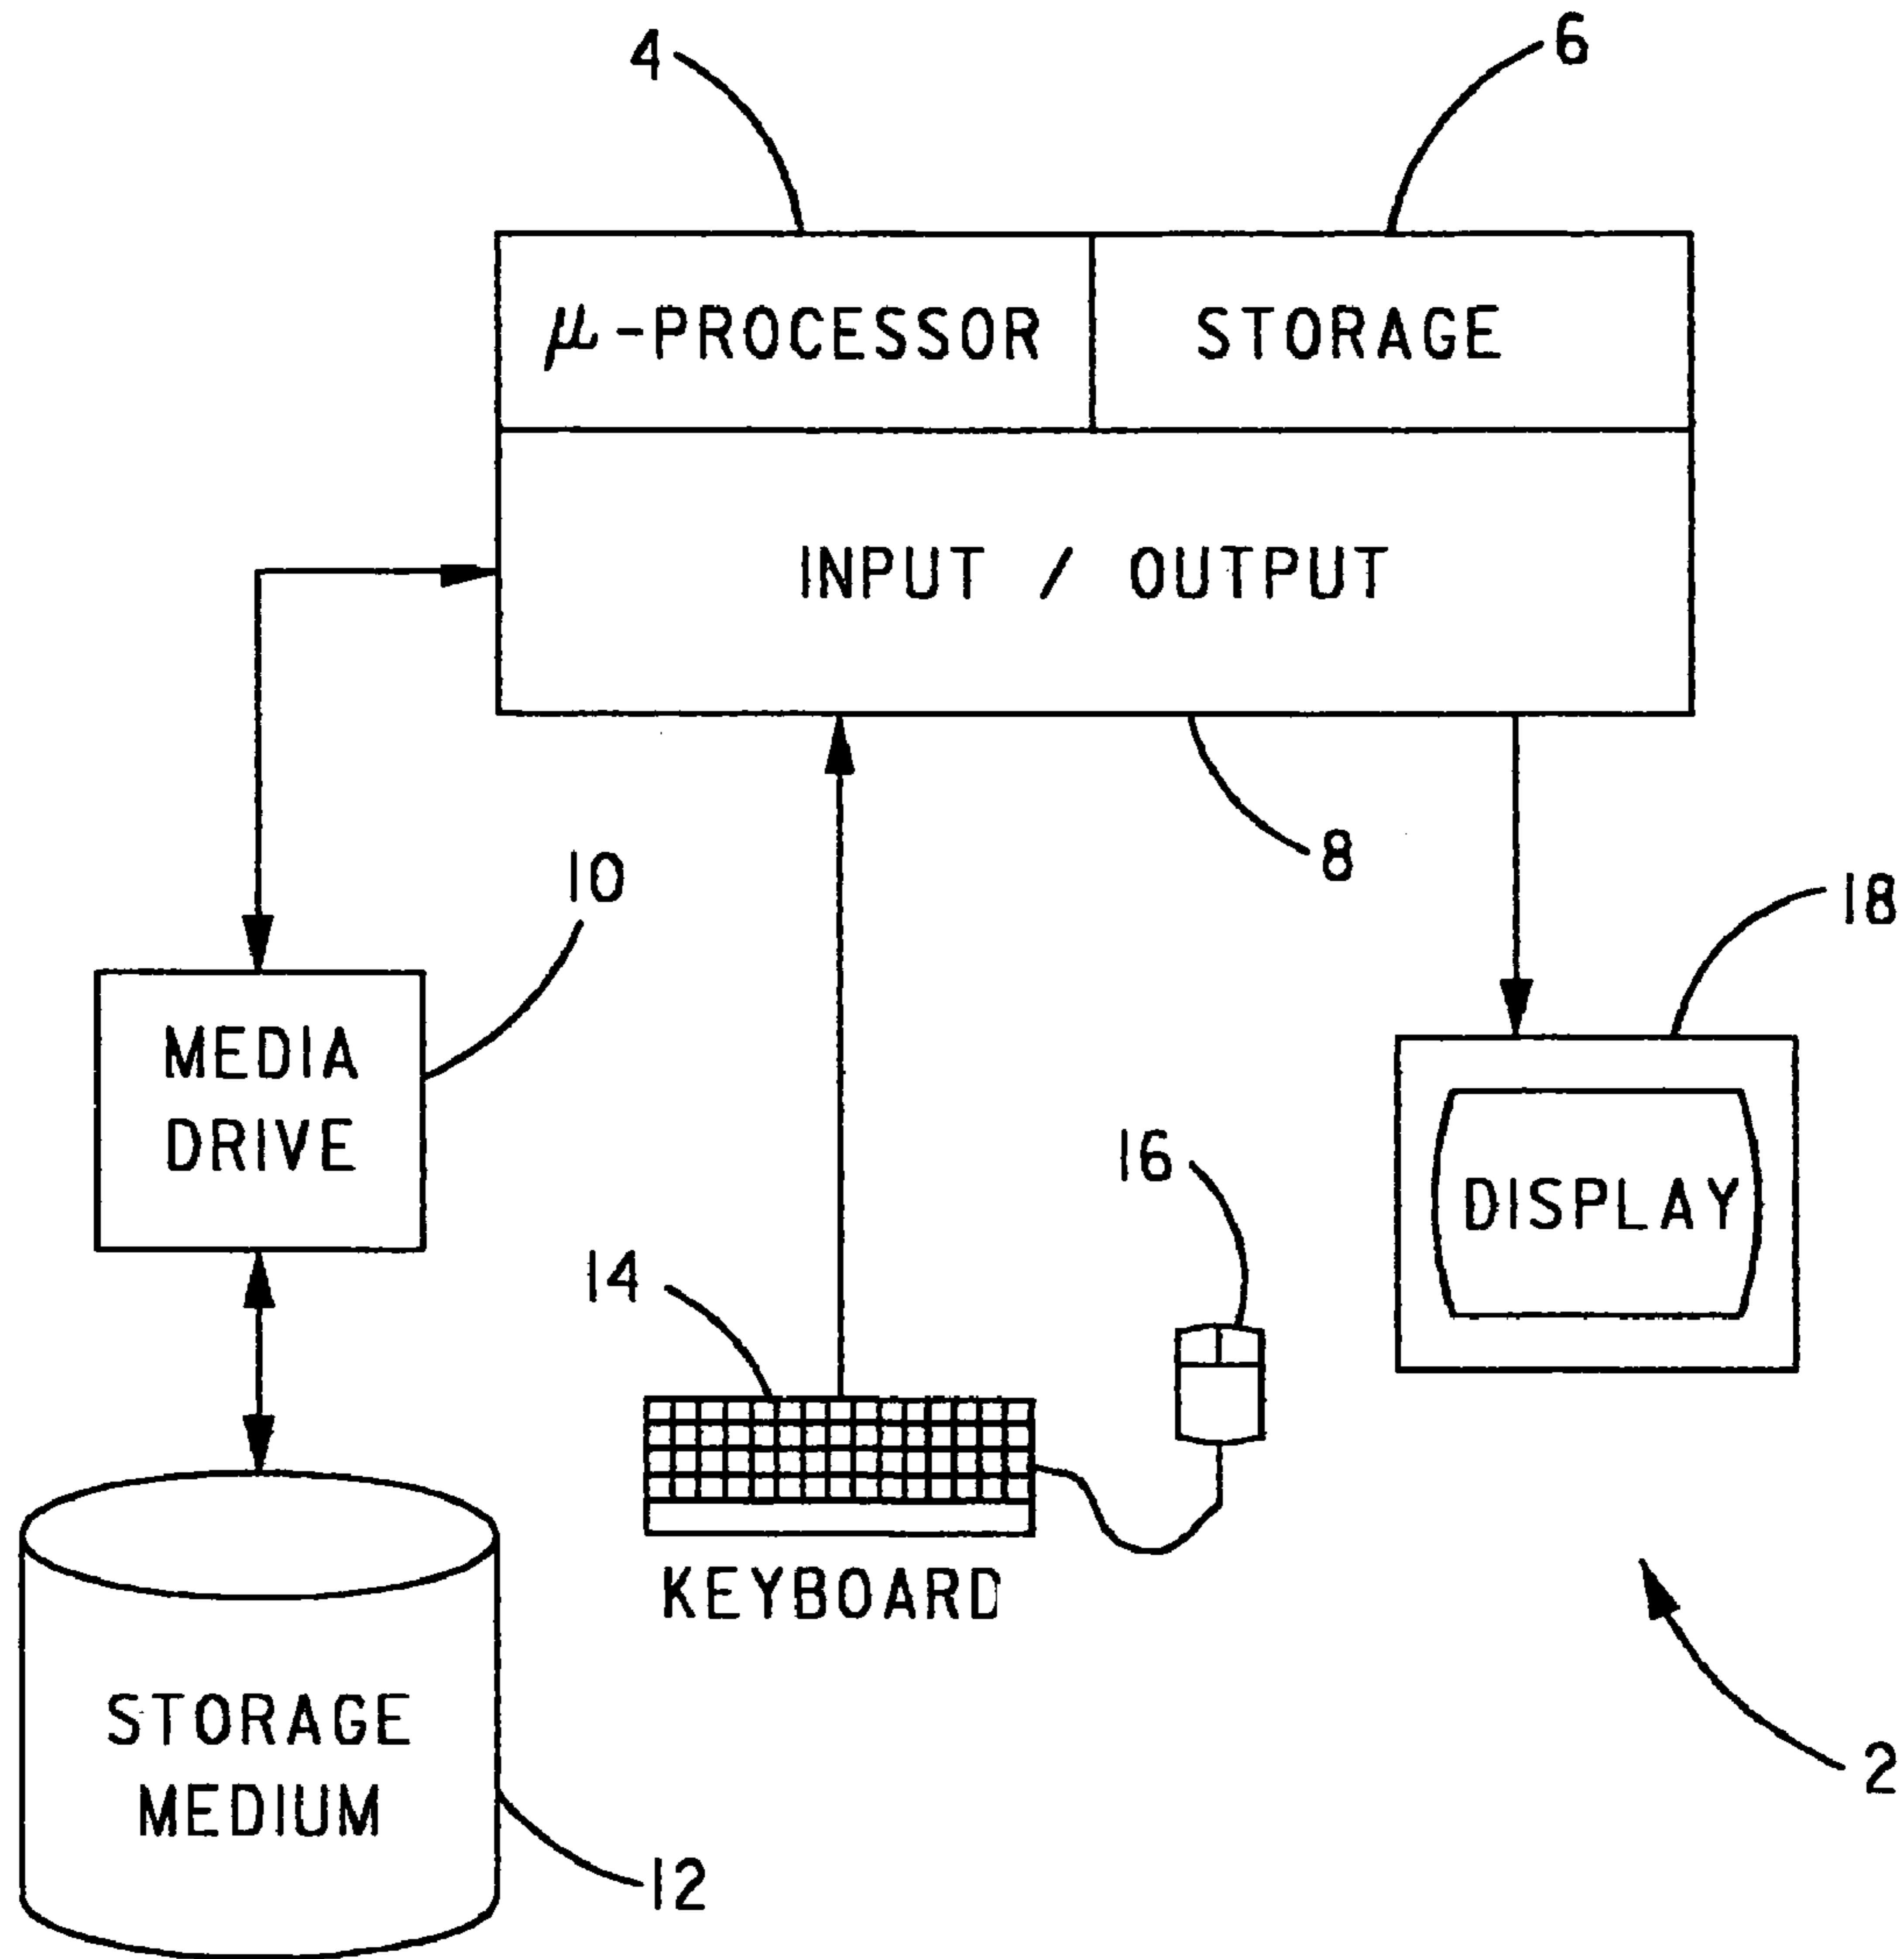 4
6
μ-PROCESSOR
STORAGE
INPUT / OUTPUT
8
10
18
MEDIA
DRIVE
16
DISPLAY
14
KEYBOARD
STORAGE
MEDIUM
2
12